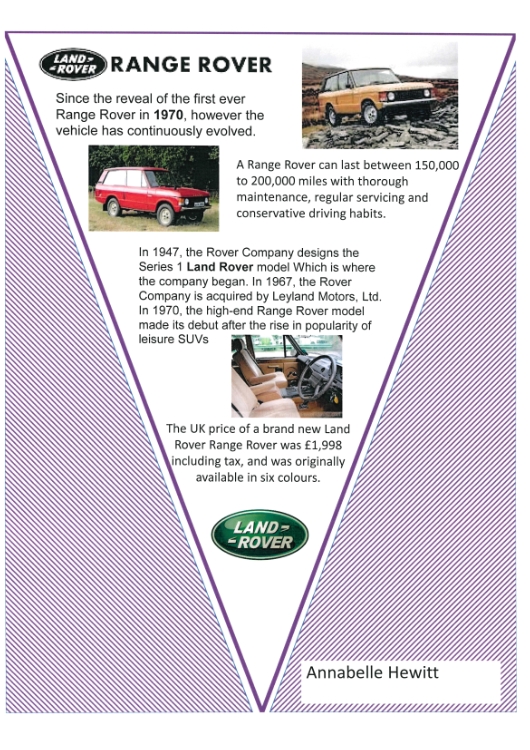 LAND-
-ROVER
RANGE ROVER
Since the reveal of the first ever
Range Rover in 1970, however the
vehicle has continuously evolved.
A Range Rover can last between 150,000
to 200,000 miles with thorough
maintenance, regular servicing and
conservative driving habits.
In 1947, the Rover Company designs the
Series 1 Land Rover model Which is where
the company began. In 1967, the Rover
Company is acquired by Leyland Motors, Ltd.
In 1970, the high-end Range Rover model
made its debut after the rise in popularity of
leisure SUVs
The UK price of a brand new Land
Rover Range Rover was £1,998
including tax, and was originally
available in six colours.
LAND-
-ROVER
Annabelle Hewitt